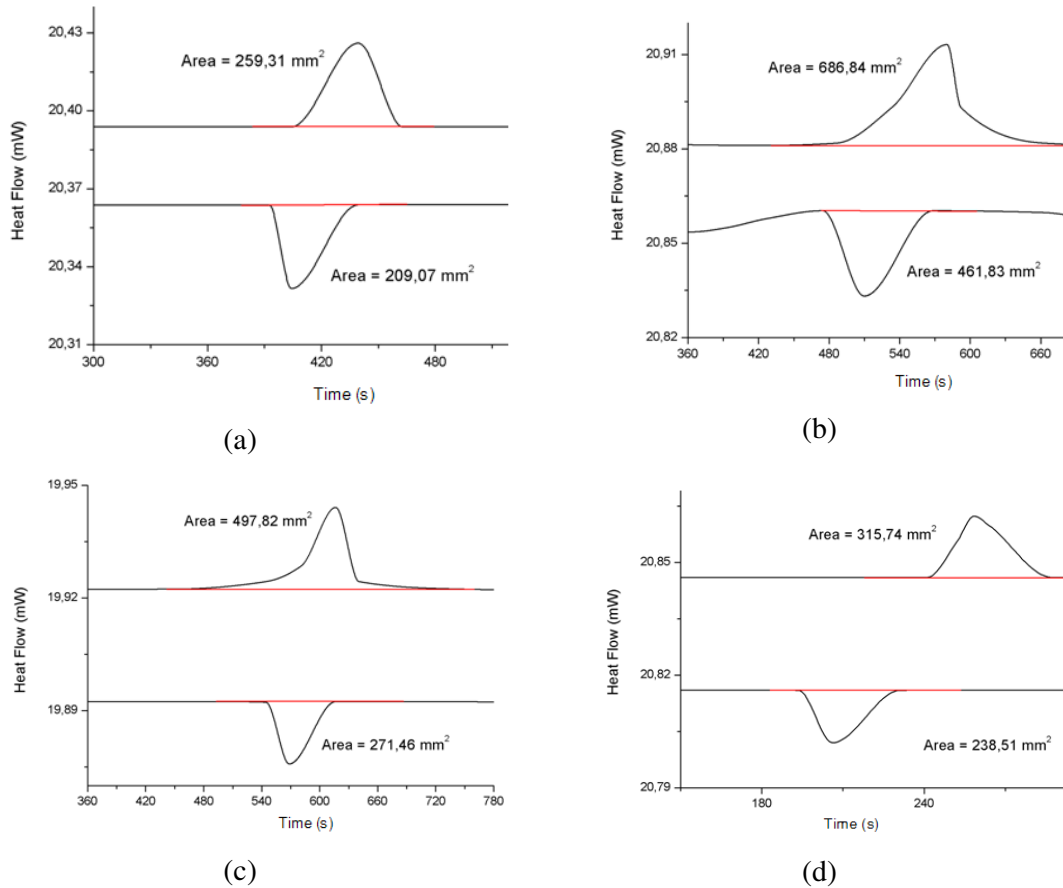 20,43
20,40
20,37
20,34
20,31
Heat Flow (mW)
Area = 259,31 mm²
Area = 209,07 mm²
300
360
420
480
Time (s)
(a)
20,91
20,88
20,85
20,82
Heat Flow (mW)
Area = 686,84 mm²
Area = 461,83 mm²
360
420
480
540
600
660
Time (s)
(b)
19,95
19,92
19,89
Heat Flow (mW)
Area = 497,82 mm²
Area = 271,46 mm²
360
420
480
540
600
660
720
780
Time (s)
(c)
20,85
20,82
20,79
Heat Flow (mW)
Area = 315,74 mm²
Area = 238,51 mm²
180
240
Time (s)
(d)